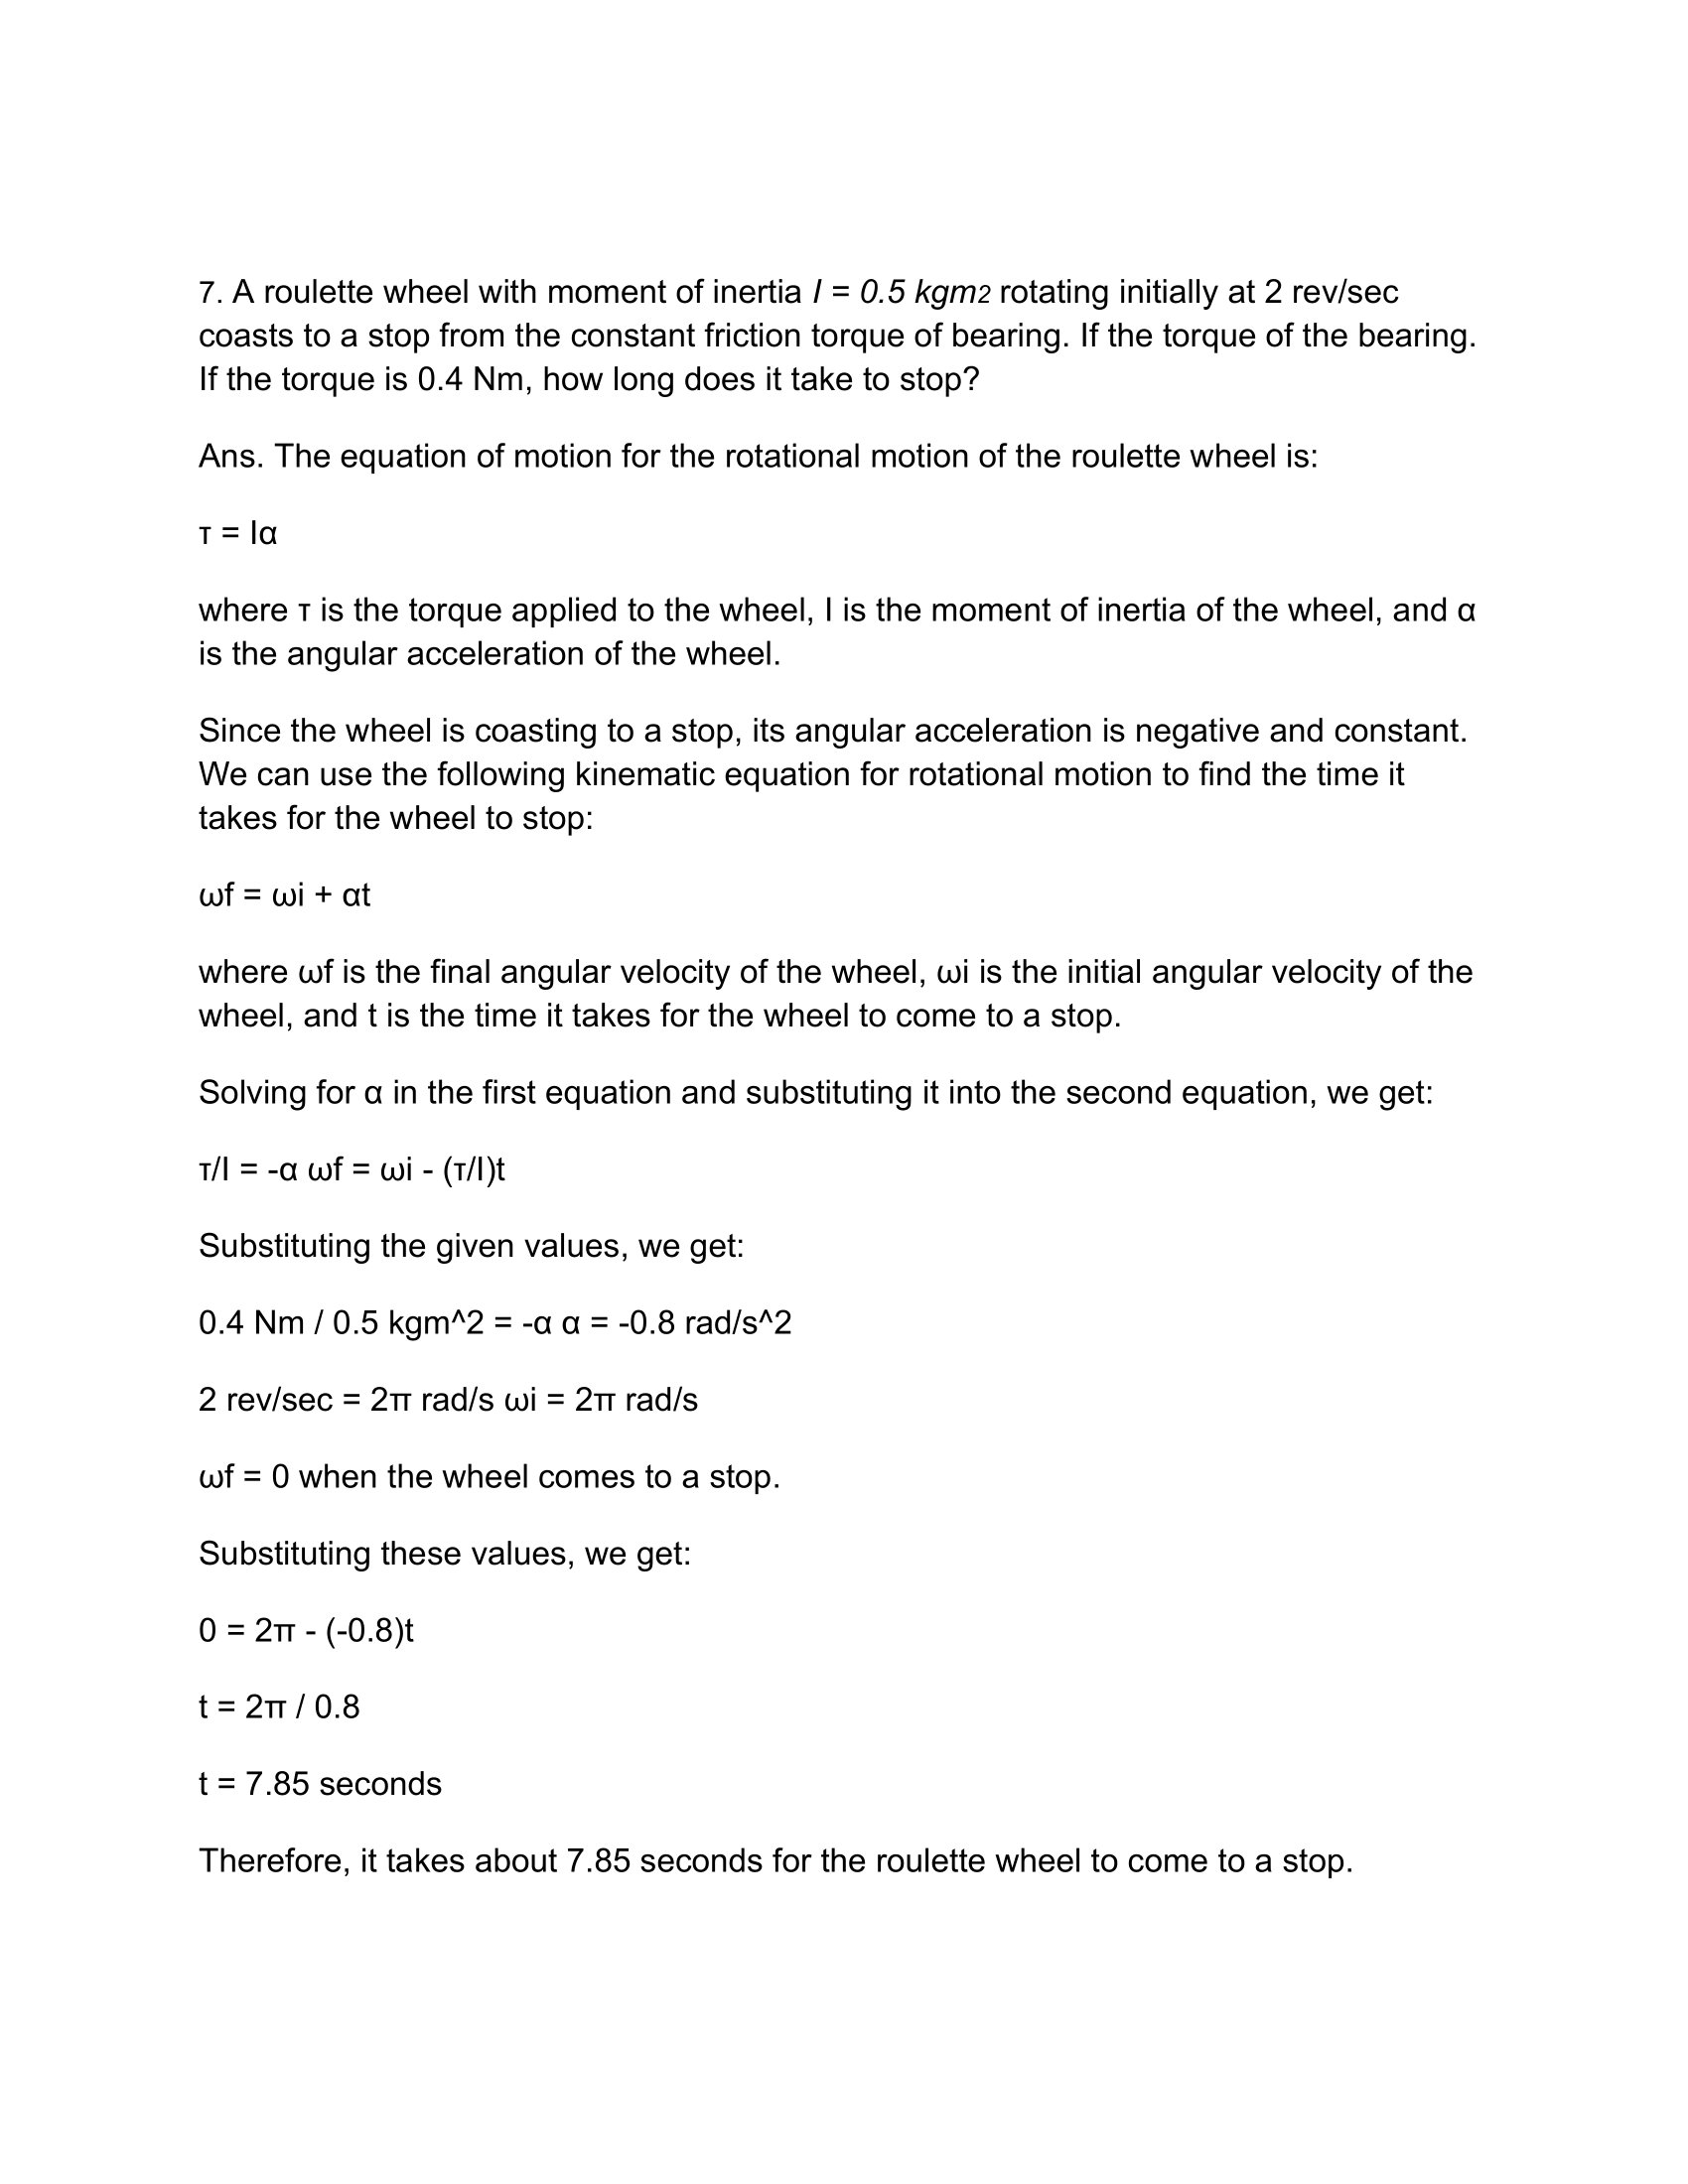 7. A roulette wheel with moment of inertia I = 0.5 kgm2 rotating initially at 2 rev/sec
coasts to a stop from the constant friction torque of bearing. If the torque of the bearing.
If the torque is 0.4 Nm, how long does it take to stop?
Ans. The equation of motion for the rotational motion of the roulette wheel is:
τ = Iα
where τ is the torque applied to the wheel, I is the moment of inertia of the wheel, and α
is the angular acceleration of the wheel.
Since the wheel is coasting to a stop, its angular acceleration is negative and constant.
We can use the following kinematic equation for rotational motion to find the time it
takes for the wheel to stop:
ωf = ωi + αt
where ωf is the final angular velocity of the wheel, ωi is the initial angular velocity of the
wheel, and t is the time it takes for the wheel to come to a stop.
Solving for α in the first equation and substituting it into the second equation, we get:
τ/I = -α ωf = ωi - (τ/I)t
Substituting the given values, we get:
0.4 Nm / 0.5 kgm^2 = -α α = -0.8 rad/s^2
2 rev/sec = 2π rad/s ωi = 2π rad/s
ωf = 0 when the wheel comes to a stop.
Substituting these values, we get:
0 = 2π - (-0.8)t
t = 2π / 0.8
t = 7.85 seconds
Therefore, it takes about 7.85 seconds for the roulette wheel to come to a stop.